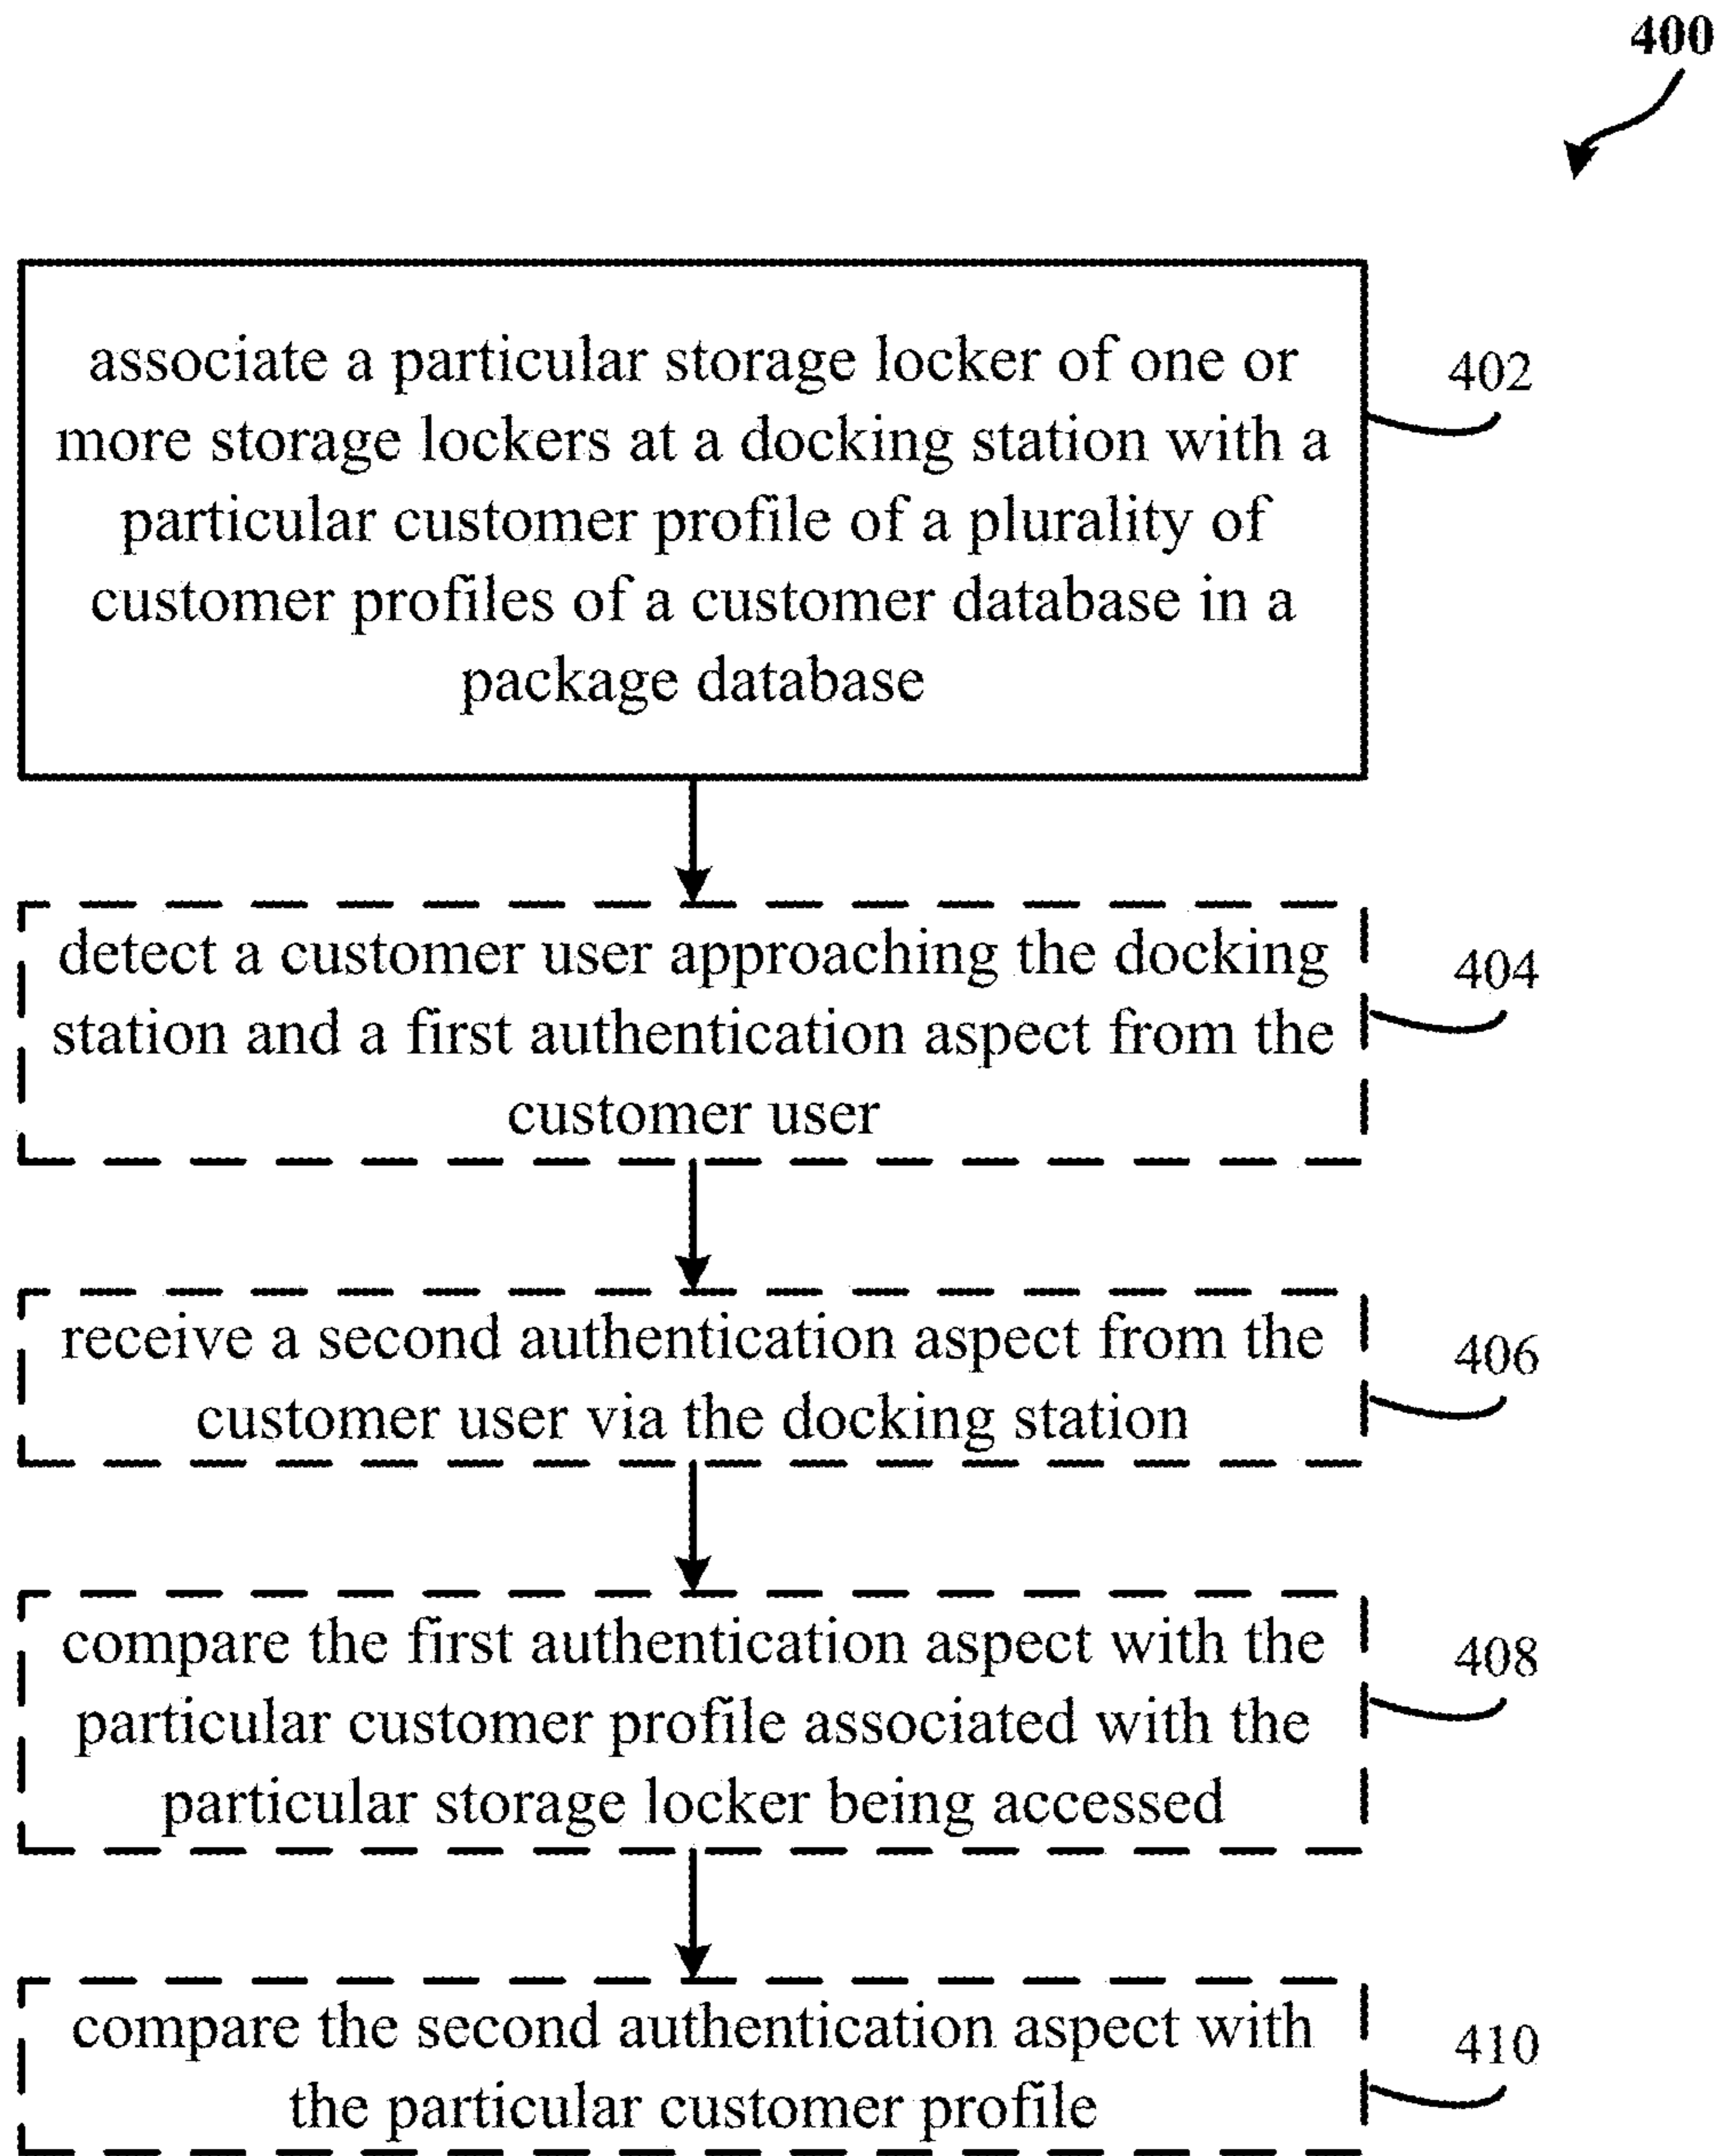 400
associate a particular storage locker of one or
more storage lockers at a docking station with a
particular customer profile of a plurality of
customer profiles of a customer database in a
package database
402
detect a customer user approaching the docking
station and a first authentication aspect from the
customer user
404
receive a second authentication aspect from the
customer user via the docking station
406
compare the first authentication aspect with the
particular customer profile associated with the
particular storage locker being accessed
408
compare the second authentication aspect with
the particular customer profile
410